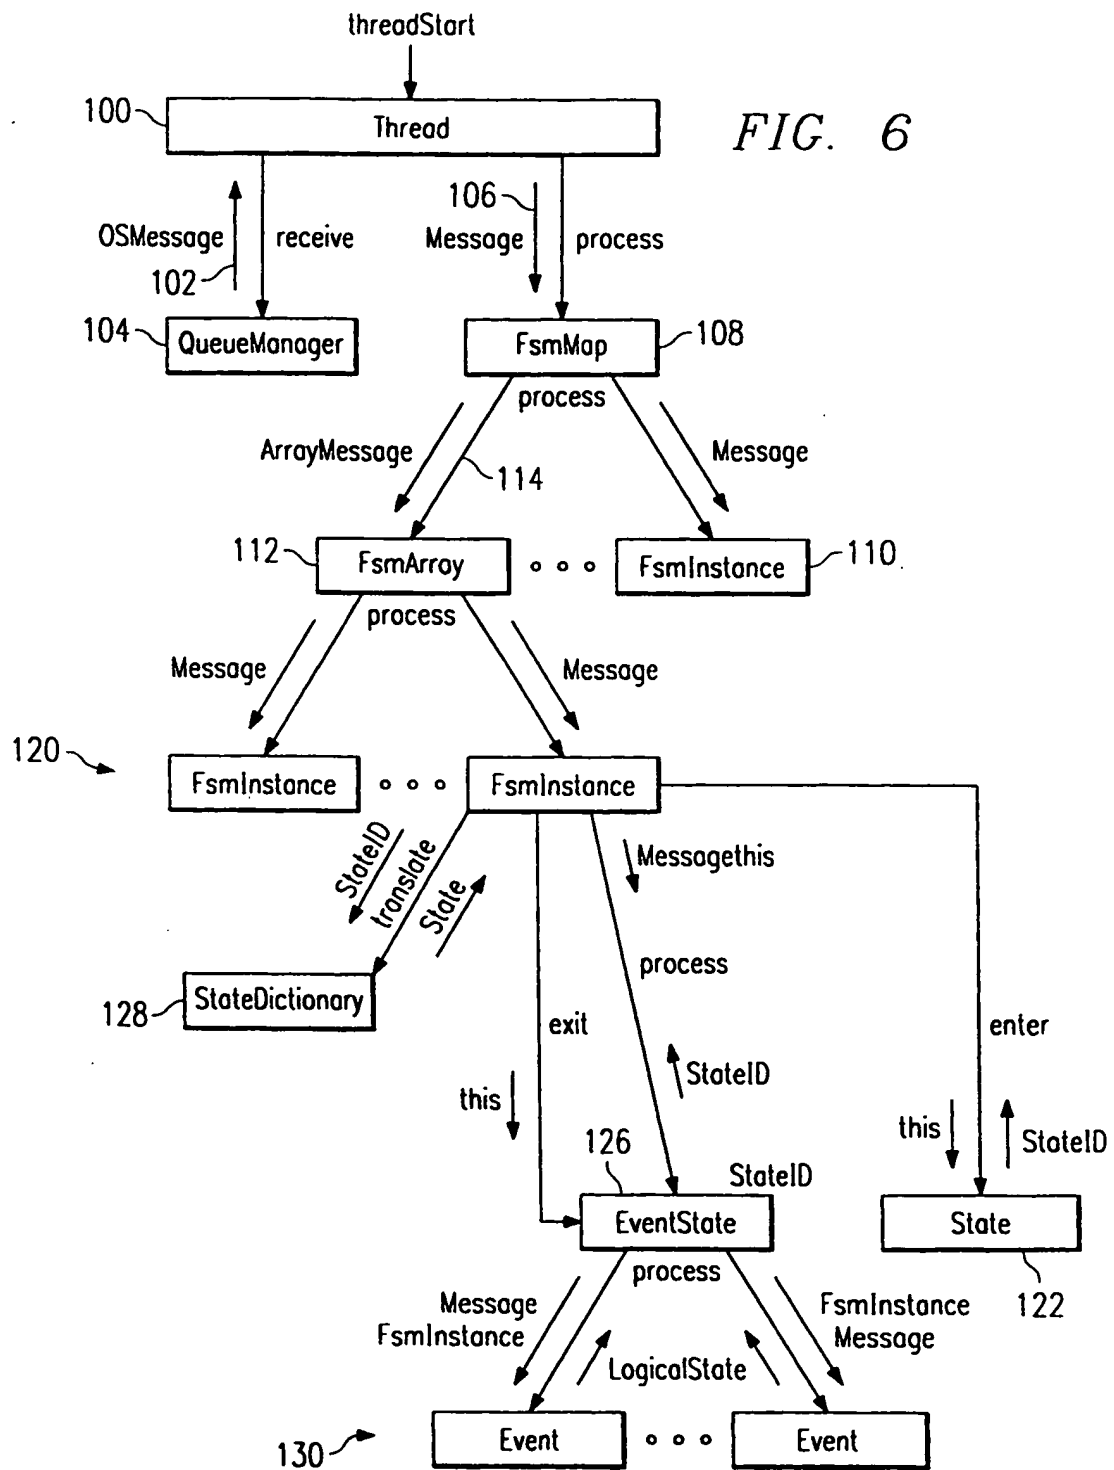 threadStart
100
Thread
FIG. 6
106
OSMessage
receive
Message
process
102
104
QueueManager
FsmMap
108
process
ArrayMessage
114
Message
112
FsmArray
FsmInstance
110
process
Message
Message
120
FsmInstance
FsmInstance
StateID
translate
State
Messagethis
process
128
StateDictionary
exit
enter
StateID
this
this
StateID
126
StateID
EventState
State
process
122
Message
FsmInstance
FsmInstance
Message
LogicalState
130
Event
Event